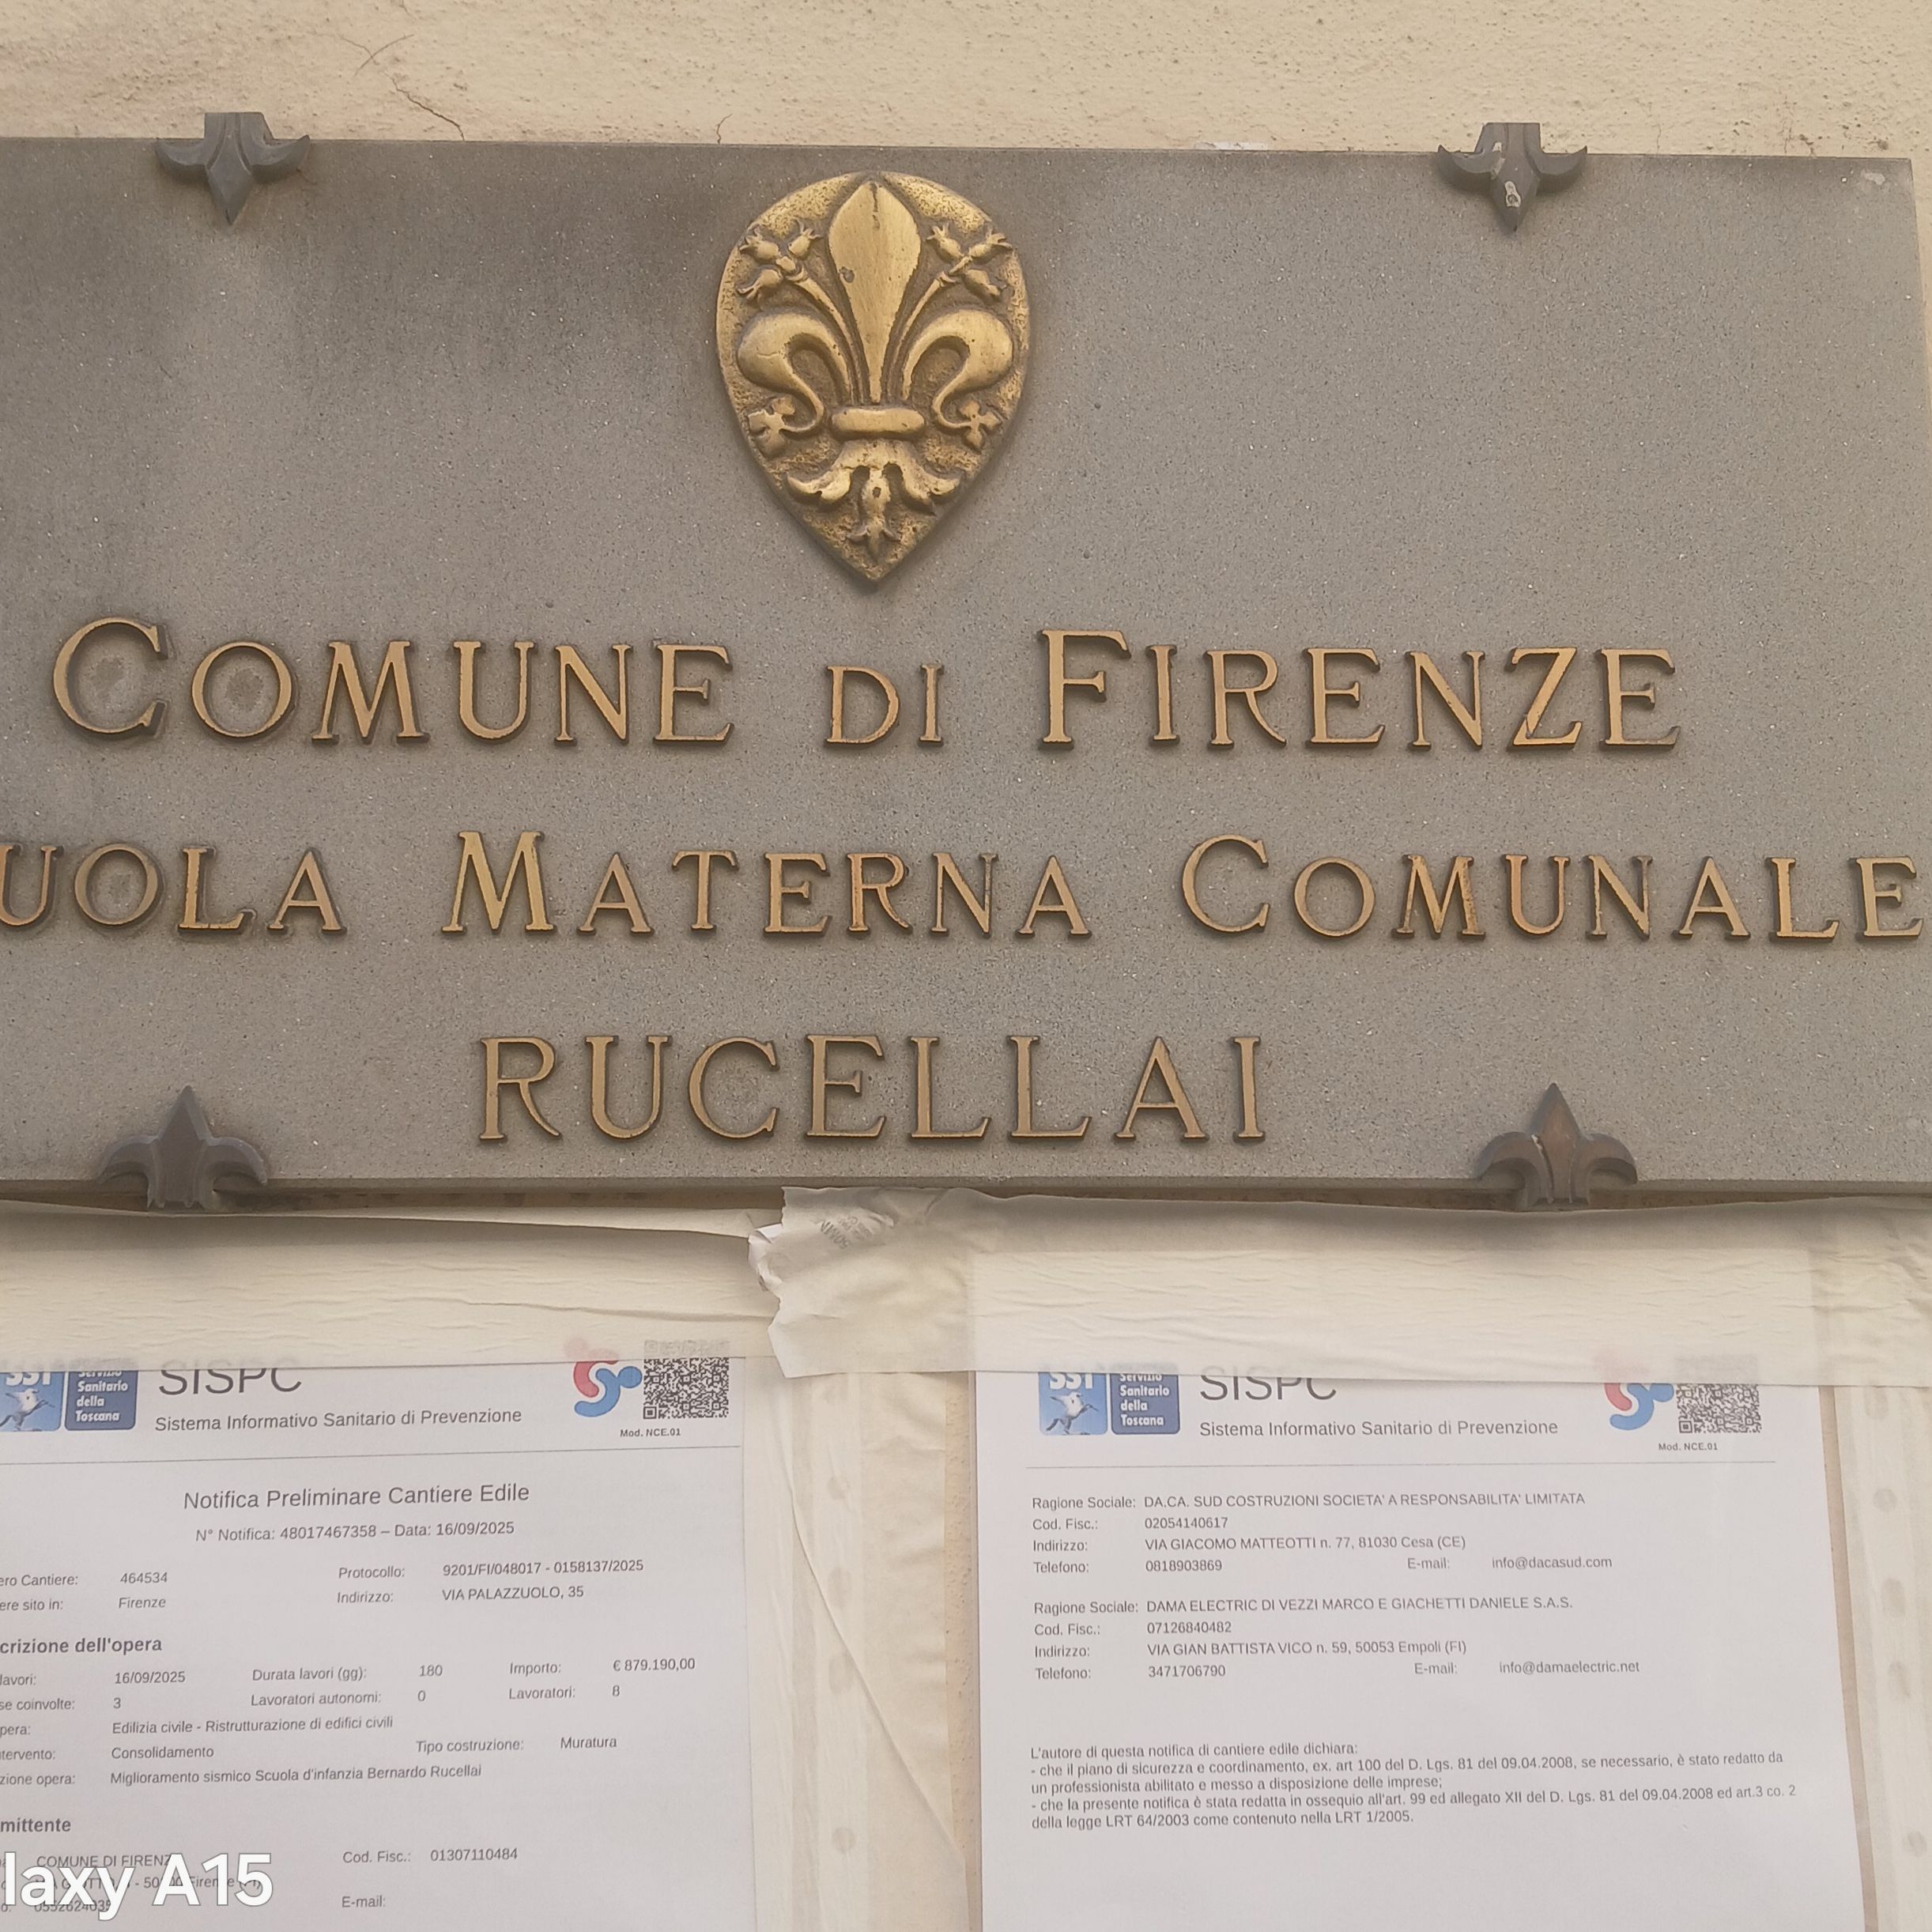 COMUNE DI FIRENZE
UOLA MATERNA COMUNALE
RUCELLAI
Sanitario
della
Toscana
SISPC
Sistema Informativo Sanitario di Prevenzione
Mod. NCE.01
Notifica Preliminare Cantiere Edile
N° Notifica: 48017467358 – Data: 16/09/2025
ero Cantiere: 464534 Protocollo: 9201/FI/048017 - 0158137/2025
ere sito in: Firenze Indirizzo: VIA PALAZZUOLO, 35
crizione dell'opera
lavori: 16/09/2025 Durata lavori (gg): 180 Importo: € 879.190,00
se coinvolte: 3 Lavoratori autonomi: 0 Lavoratori: 8
pera: Edilizia civile - Ristrutturazione di edifici civili
tervento: Consolidamento Tipo costruzione: Muratura
zione opera: Miglioramento sismico Scuola d'infanzia Bernardo Rucellai
mittente
COMUNE DI FIRENZ Cod. Fisc.: 01307110484
E-mail:
SST
Servizio
Sanitario
della
Toscana
SISPC
Sistema Informativo Sanitario di Prevenzione
Mod. NCE.01
Ragione Sociale: DA.CA. SUD COSTRUZIONI SOCIETA' A RESPONSABILITA' LIMITATA
Cod. Fisc.: 02054140617
Indirizzo: VIA GIACOMO MATTEOTTI n. 77, 81030 Cesa (CE)
Telefono: 0818903869 E-mail: info@dacasud.com
Ragione Sociale: DAMA ELECTRIC DI VEZZI MARCO E GIACHETTI DANIELE S.A.S.
Cod. Fisc.: 07126840482
Indirizzo: VIA GIAN BATTISTA VICO n. 59, 50053 Empoli (FI)
Telefono: 3471706790 E-mail: info@damaelectric.net
L'autore di questa notifica di cantiere edile dichiara:
- che il piano di sicurezza e coordinamento, ex. art 100 del D. Lgs. 81 del 09.04.2008, se necessario, è stato redatto da
un professionista abilitato e messo a disposizione delle imprese;
- che la presente notifica è stata redatta in ossequio all'art. 99 ed allegato XII del D. Lgs. 81 del 09.04.2008 ed art.3 co. 2
della legge LRT 64/2003 come contenuto nella LRT 1/2005.
laxy A15